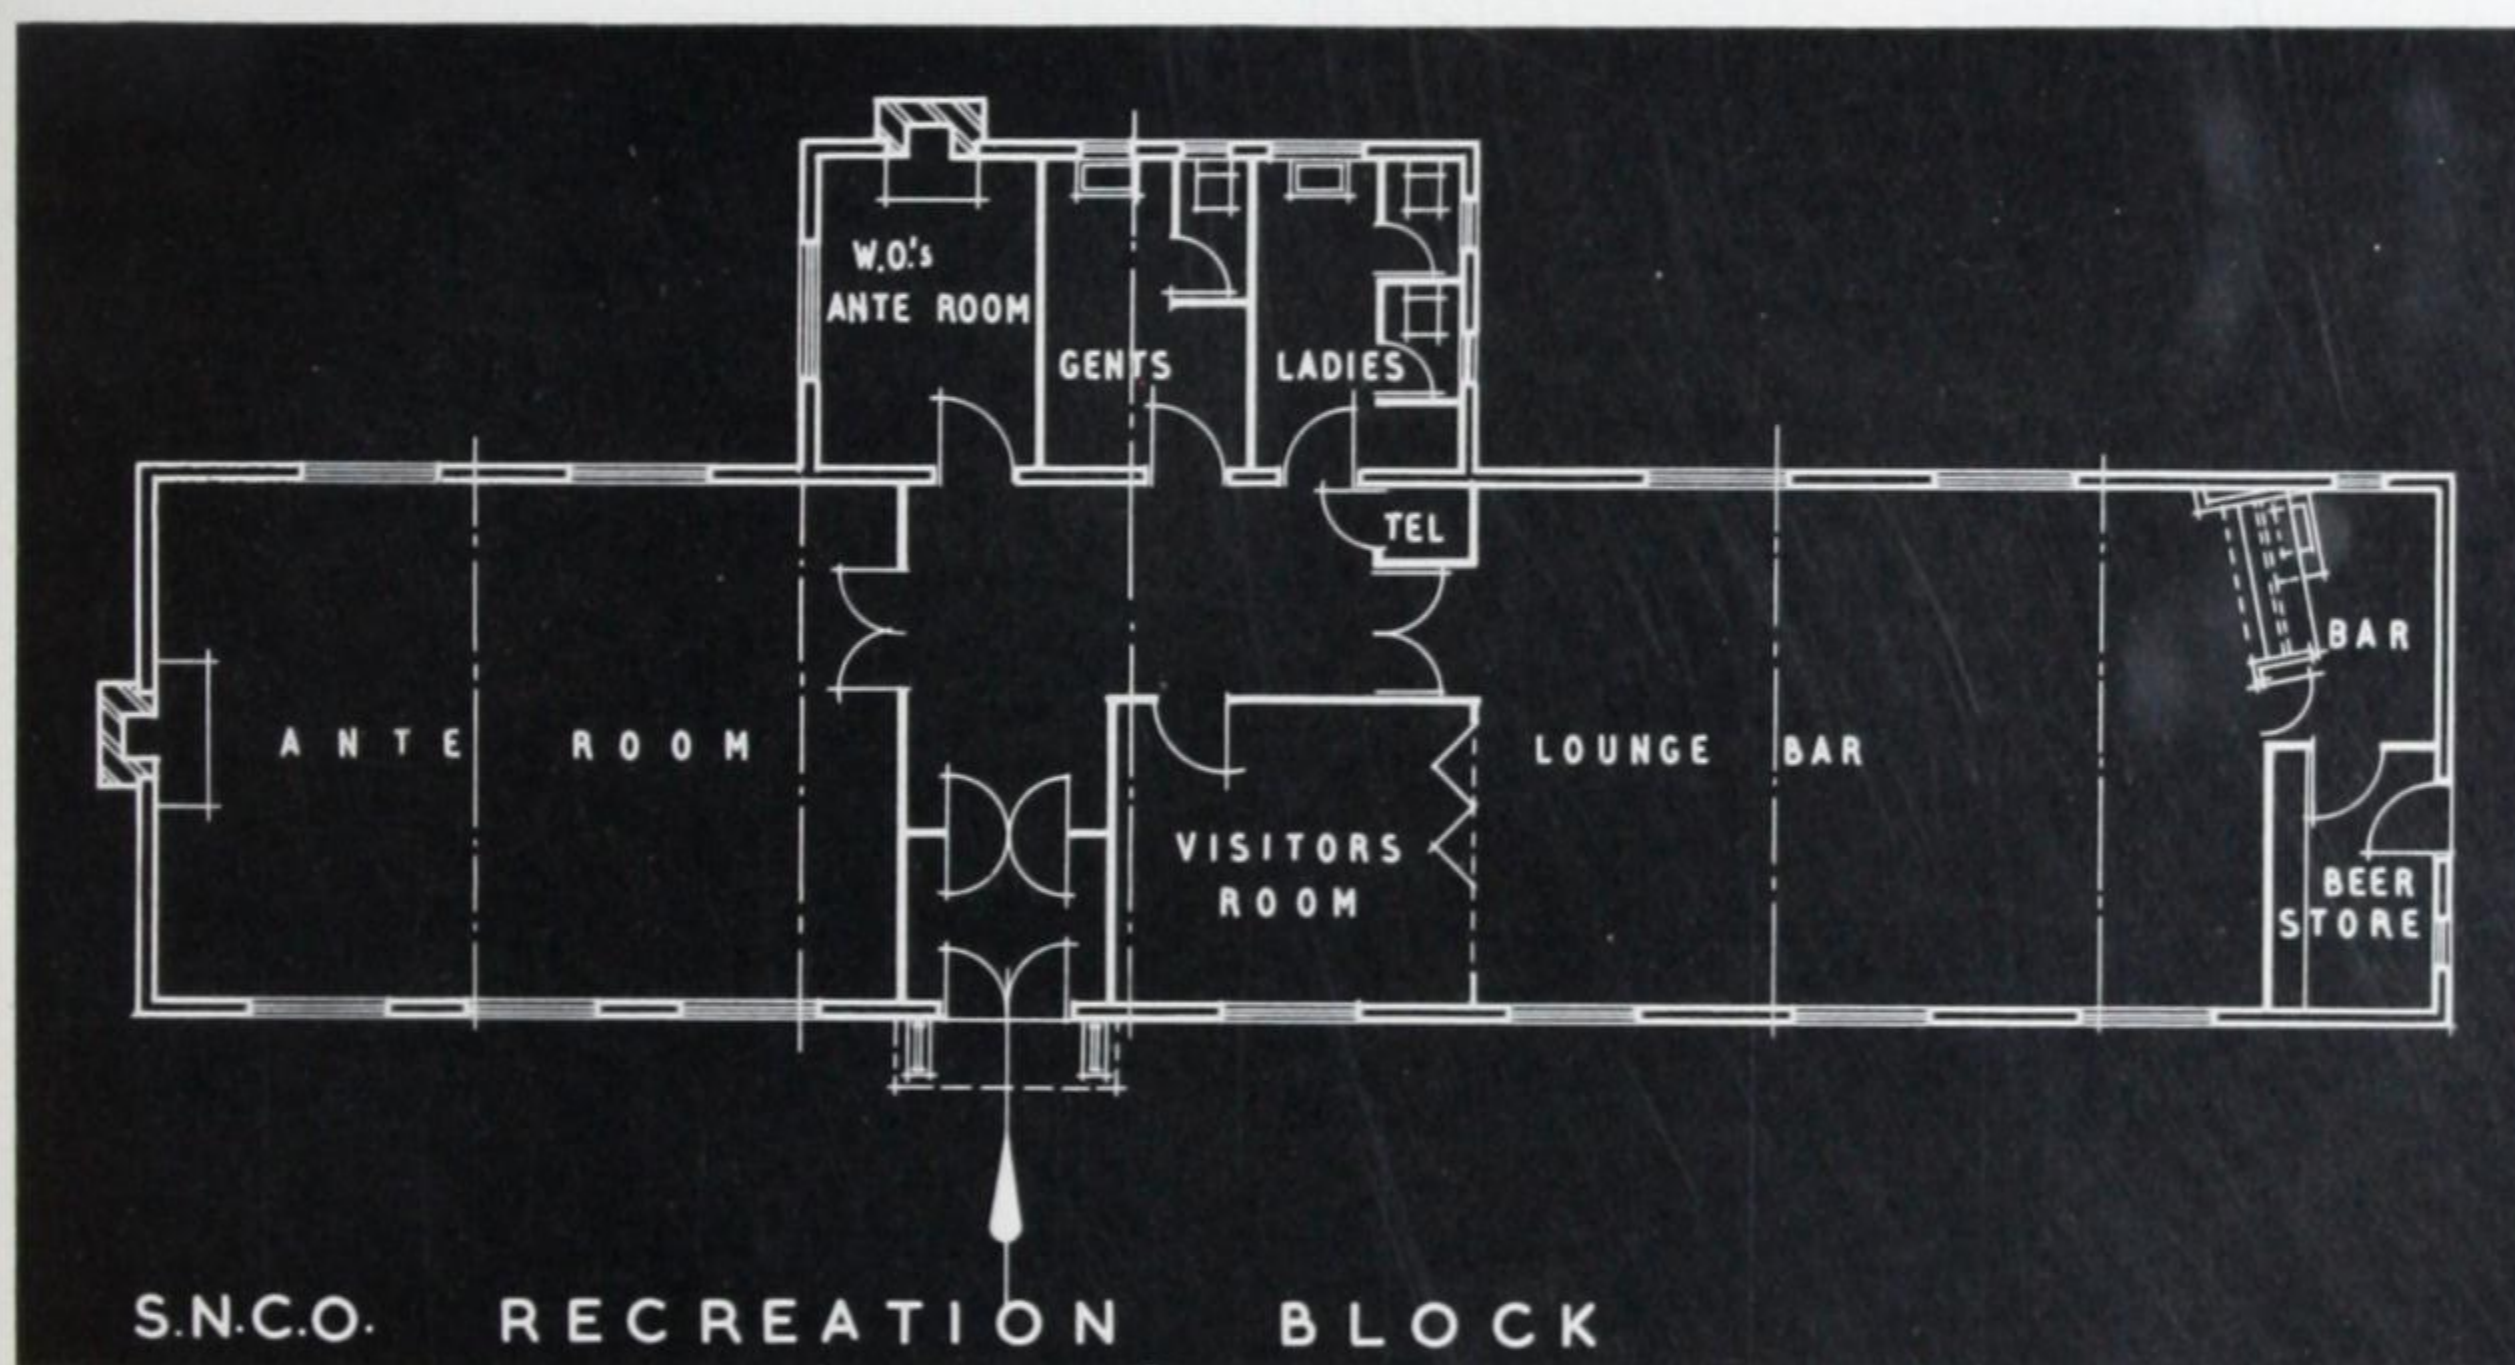 W.O.'s
ANTE ROOM
GENTS
LADIES
TEL
BAR
ANTE ROOM
LOUNGE BAR
VISITORS
ROOM
BEER
STORE
S.N.C.O. RECREATION BLOCK